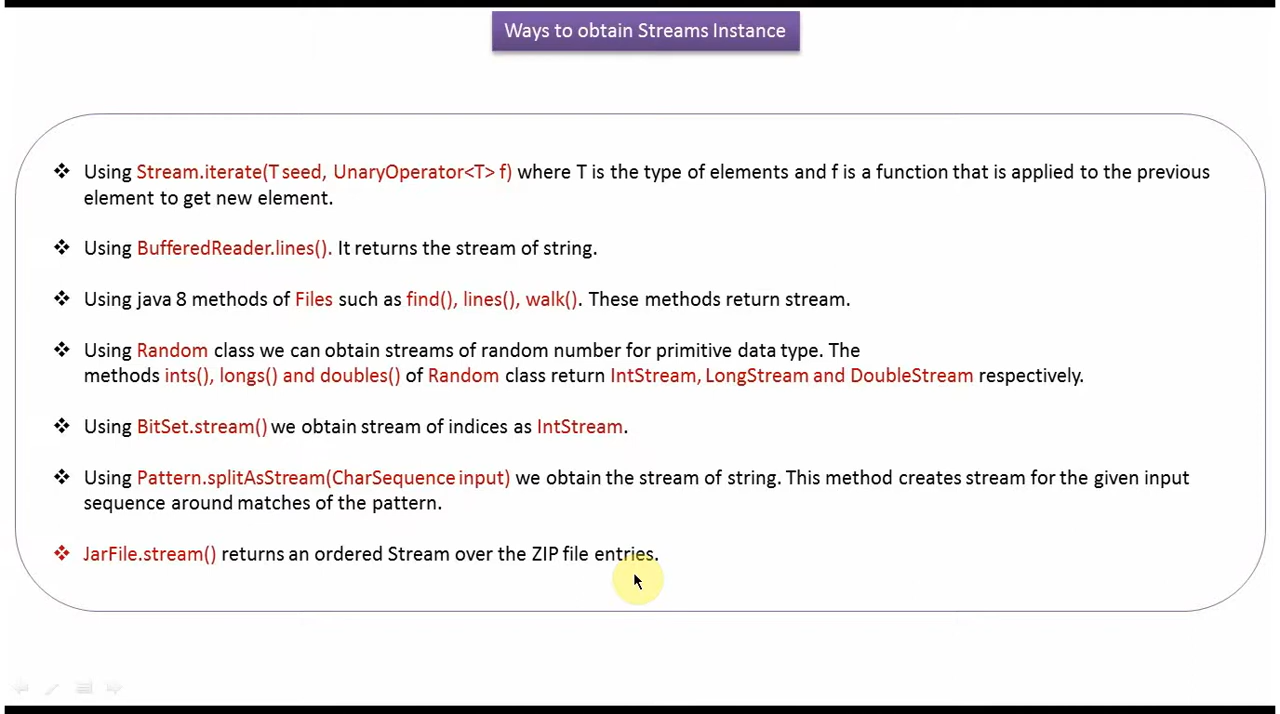 Ways to obtain Streams Instance
❖ Using Stream.iterate(T seed, UnaryOperator<T> f) where T is the type of elements and f is a function that is applied to the previous
element to get new element.
❖ Using BufferedReader.lines(). It returns the stream of string.
❖ Using java 8 methods of Files such as find(), lines(), walk(). These methods return stream.
❖ Using Random class we can obtain streams of random number for primitive data type. The
methods ints(), longs() and doubles() of Random class return IntStream, LongStream and DoubleStream respectively.
❖ Using BitSet.stream() we obtain stream of indices as IntStream.
❖ Using Pattern.splitAsStream(CharSequence input) we obtain the stream of string. This method creates stream for the given input
sequence around matches of the pattern.
❖ JarFile.stream() returns an ordered Stream over the ZIP file entries.